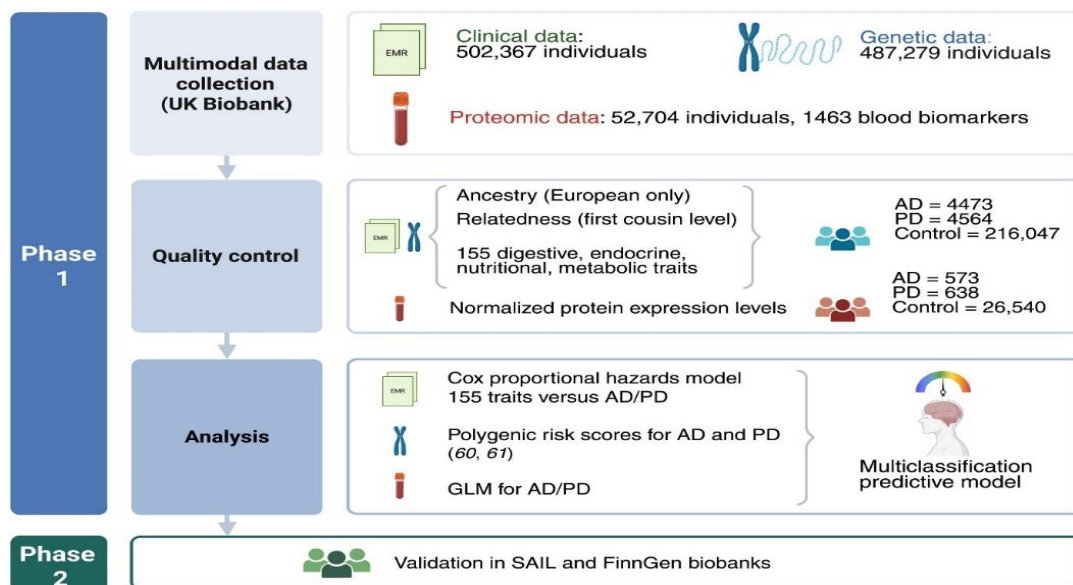 Phase
1
Multimodal data
collection
(UK Biobank)
EMR
Clinical data:
502,367 individuals
Genetic data:
487,279 individuals
Proteomic data: 52,704 individuals, 1463 blood biomarkers
Quality control
EMR
Ancestry (European only)
Relatedness (first cousin level)
155 digestive, endocrine,
nutritional, metabolic traits
AD = 4473
PD = 4564
Control = 216,047
Normalized protein expression levels
AD = 573
PD = 638
Control = 26,540
Analysis
EMR
Cox proportional hazards model
155 traits versus AD/PD
Polygenic risk scores for AD and PD
(60, 61)
GLM for AD/PD
Multiclassification
predictive model
Phase
2
Validation in SAIL and FinnGen biobanks